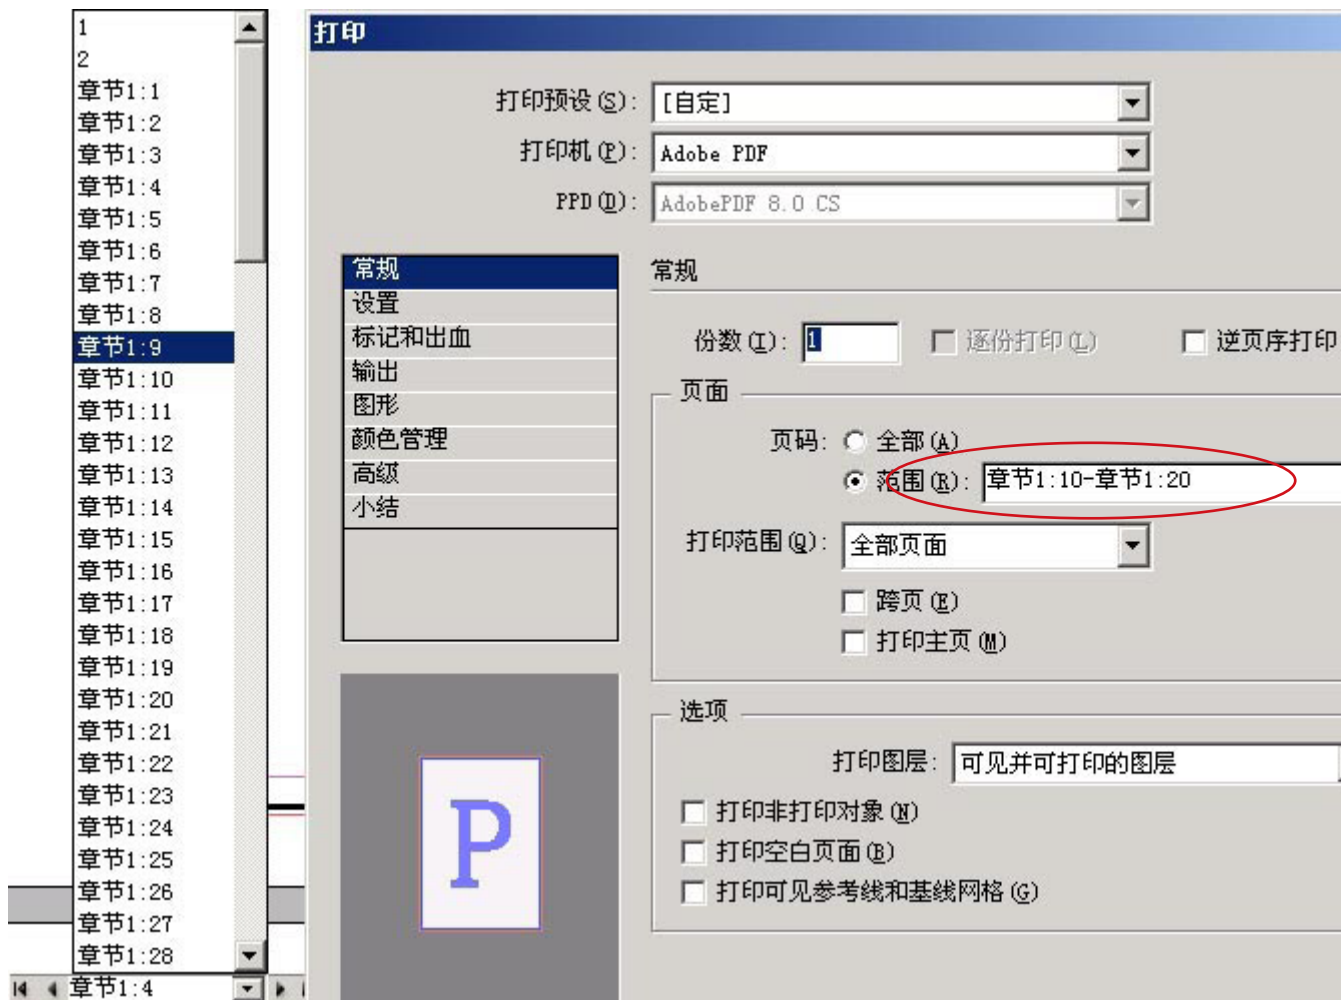 1
2
章节1:1
章节1:2
章节1:3
章节1:4
章节1:5
章节1:6
章节1:7
章节1:8
章节1:9
章节1:10
章节1:11
章节1:12
章节1:13
章节1:14
章节1:15
章节1:16
章节1:17
章节1:18
章节1:19
章节1:20
章节1:21
章节1:22
章节1:23
章节1:24
章节1:25
章节1:26
章节1:27
章节1:28
章节1:4
打印
打印预设(S): [自定]
打印机(P): Adobe PDF
PPD(D): AdobePDF 8.0 CS
常规
设置
标记和出血
输出
图形
颜色管理
高级
小结
P
常规
份数(I): 1 逐份打印(L) 逆页序打印
页面
页码: 全部(A)
范围(R): 章节1:10-章节1:20
打印范围(Q): 全部页面
跨页(E)
打印主页(M)
选项
打印图层: 可见并可打印的图层
打印非打印对象(N)
打印空白页面(B)
打印可见参考线和基线网格(G)